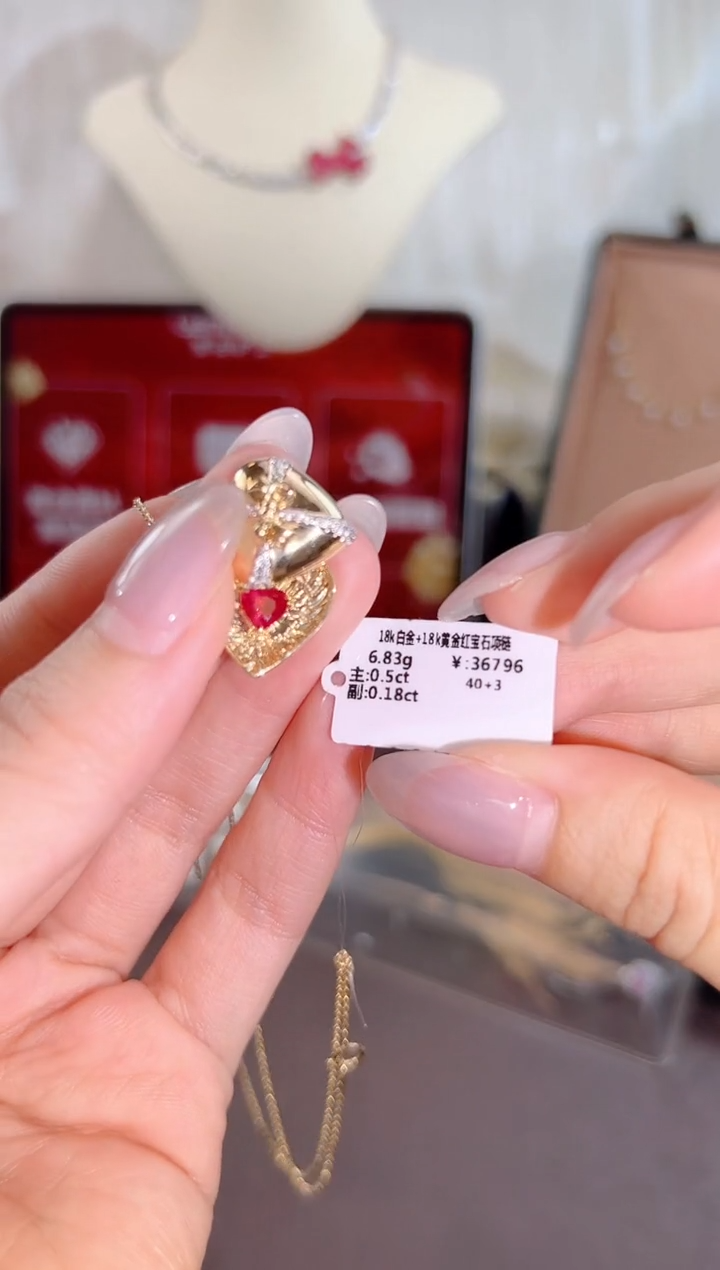 18k白金+18k黄金红宝石项链
6.83g ¥:36796
主:0.5ct 40+3
副:0.18ct